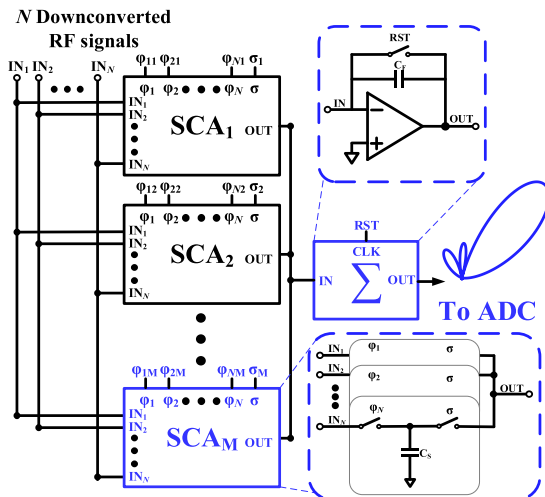 N Downconverted
RF signals
IN1 IN2 INN
φ11 φ21 φN1 σ1
φ1 φ2 φN σ
IN1
IN2
INN
SCA1
OUT
φ12 φ22 φN2 σ2
φ1 φ2 φN σ
IN1
IN2
INN
SCA2
OUT
φ1M φ2M φNM σM
φ1 φ2 φN σ
IN1
IN2
INN
SCAM
OUT
RST
CF
IN
OUT
− +
RST
CLK
IN
∑
OUT
To ADC
IN1 φ1 σ
IN2 φ2 σ
INN φN σ
CS
OUT